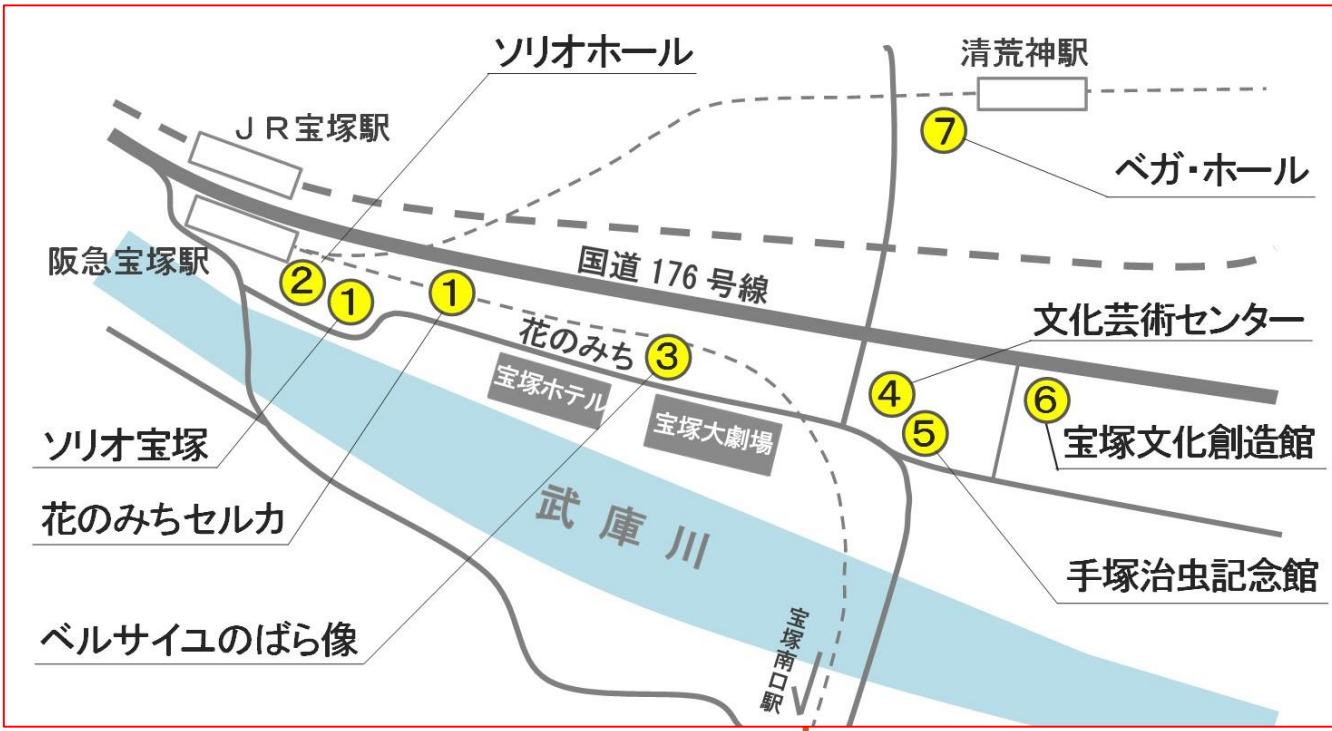 ソリオホール
清荒神駅
ＪＲ宝塚駅
7
ベガ・ホール
阪急宝塚駅
国道 176 号線
2
1
1
文化芸術センター
花のみち
3
宝塚ホテル
宝塚大劇場
4
5
6
ソリオ宝塚
宝塚文化創造館
花のみちセルカ
武庫川
手塚治虫記念館
ベルサイユのばら像
宝塚南口駅